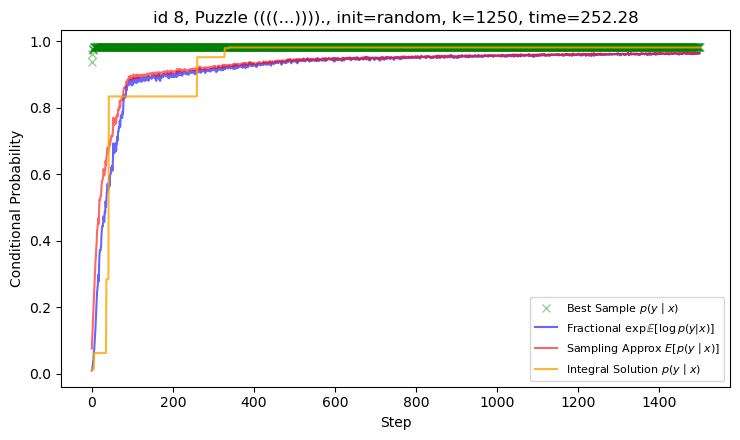 id 8, Puzzle ((((...))))., init=random, k=1250, time=252.28
Conditional Probability
1.0
0.8
0.6
0.4
0.2
0.0
Best Sample p(y | x)
Fractional exp𝔼[log p(y|x)]
Sampling Approx E[p(y | x)]
Integral Solution p(y | x)
0 200 400 600 800 1000 1200 1400
Step